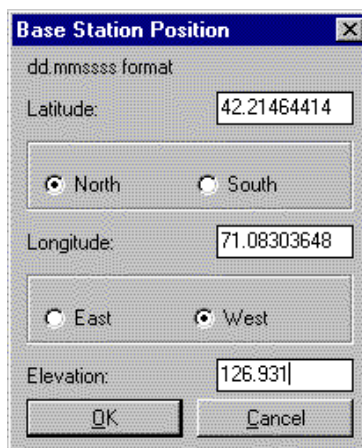 Base Station Position
dd.mmssss format
Latitude: 42.21464414
North South
Longitude: 71.08303648
East West
Elevation: 126.931
OK Cancel